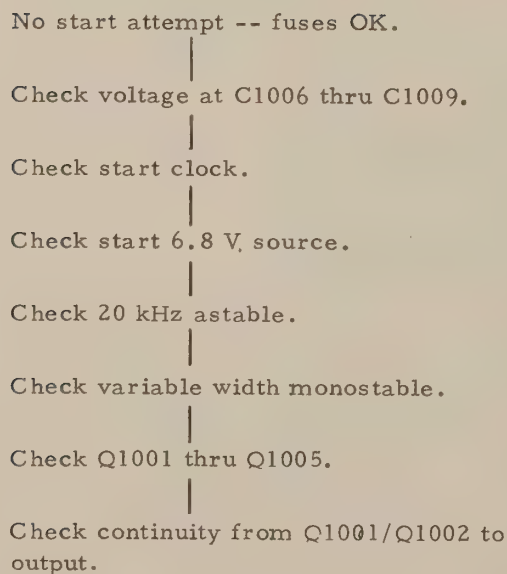 No start attempt -- fuses OK.
Check voltage at C1006 thru C1009.
Check start clock.
Check start 6.8 V. source.
Check 20 kHz astable.
Check variable width monostable.
Check Q1001 thru Q1005.
Check continuity from Q1001/Q1002 to
output.